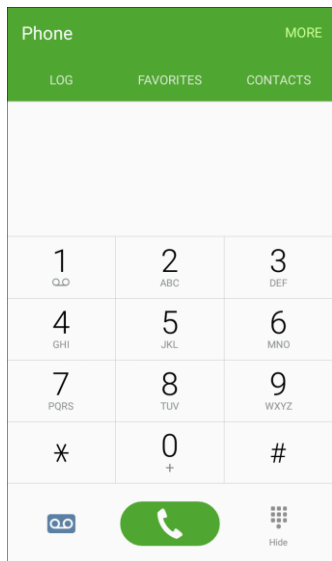 Phone MORE
LOG FAVORITES CONTACTS
1 2 3
ABC DEF
4 5 6
GHI JKL MNO
7 8 9
PQRS TUV WXYZ
* 0 #
+
Hide